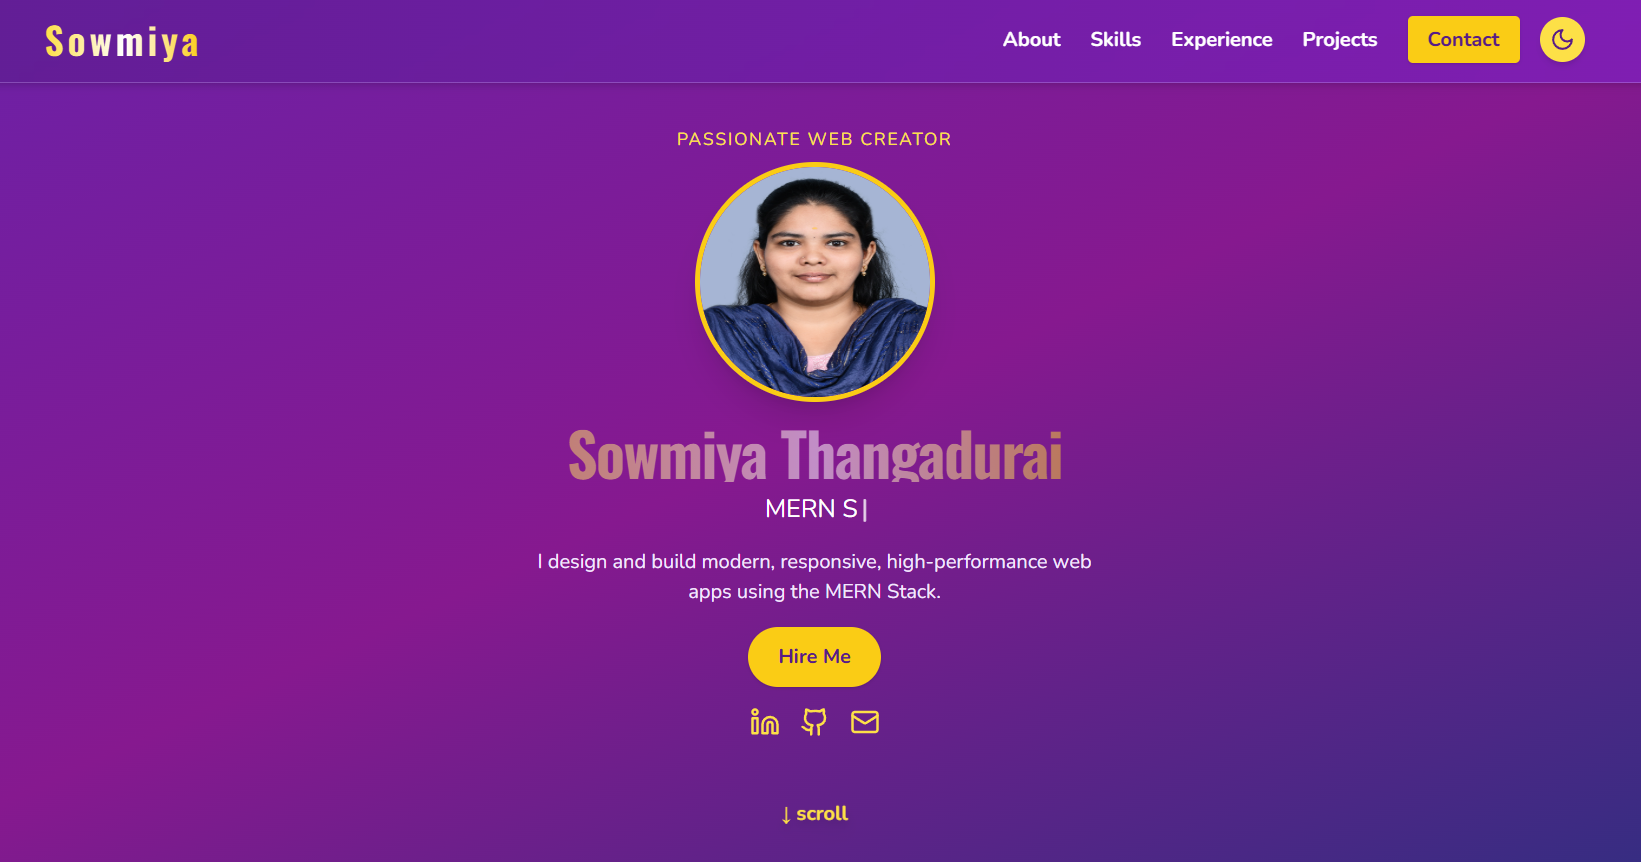 Sowmiya
About Skills Experience Projects Contact
PASSIONATE WEB CREATOR
Sowmiya Thangadurai
MERN S|
I design and build modern, responsive, high-performance web
apps using the MERN Stack.
Hire Me
↓ scroll